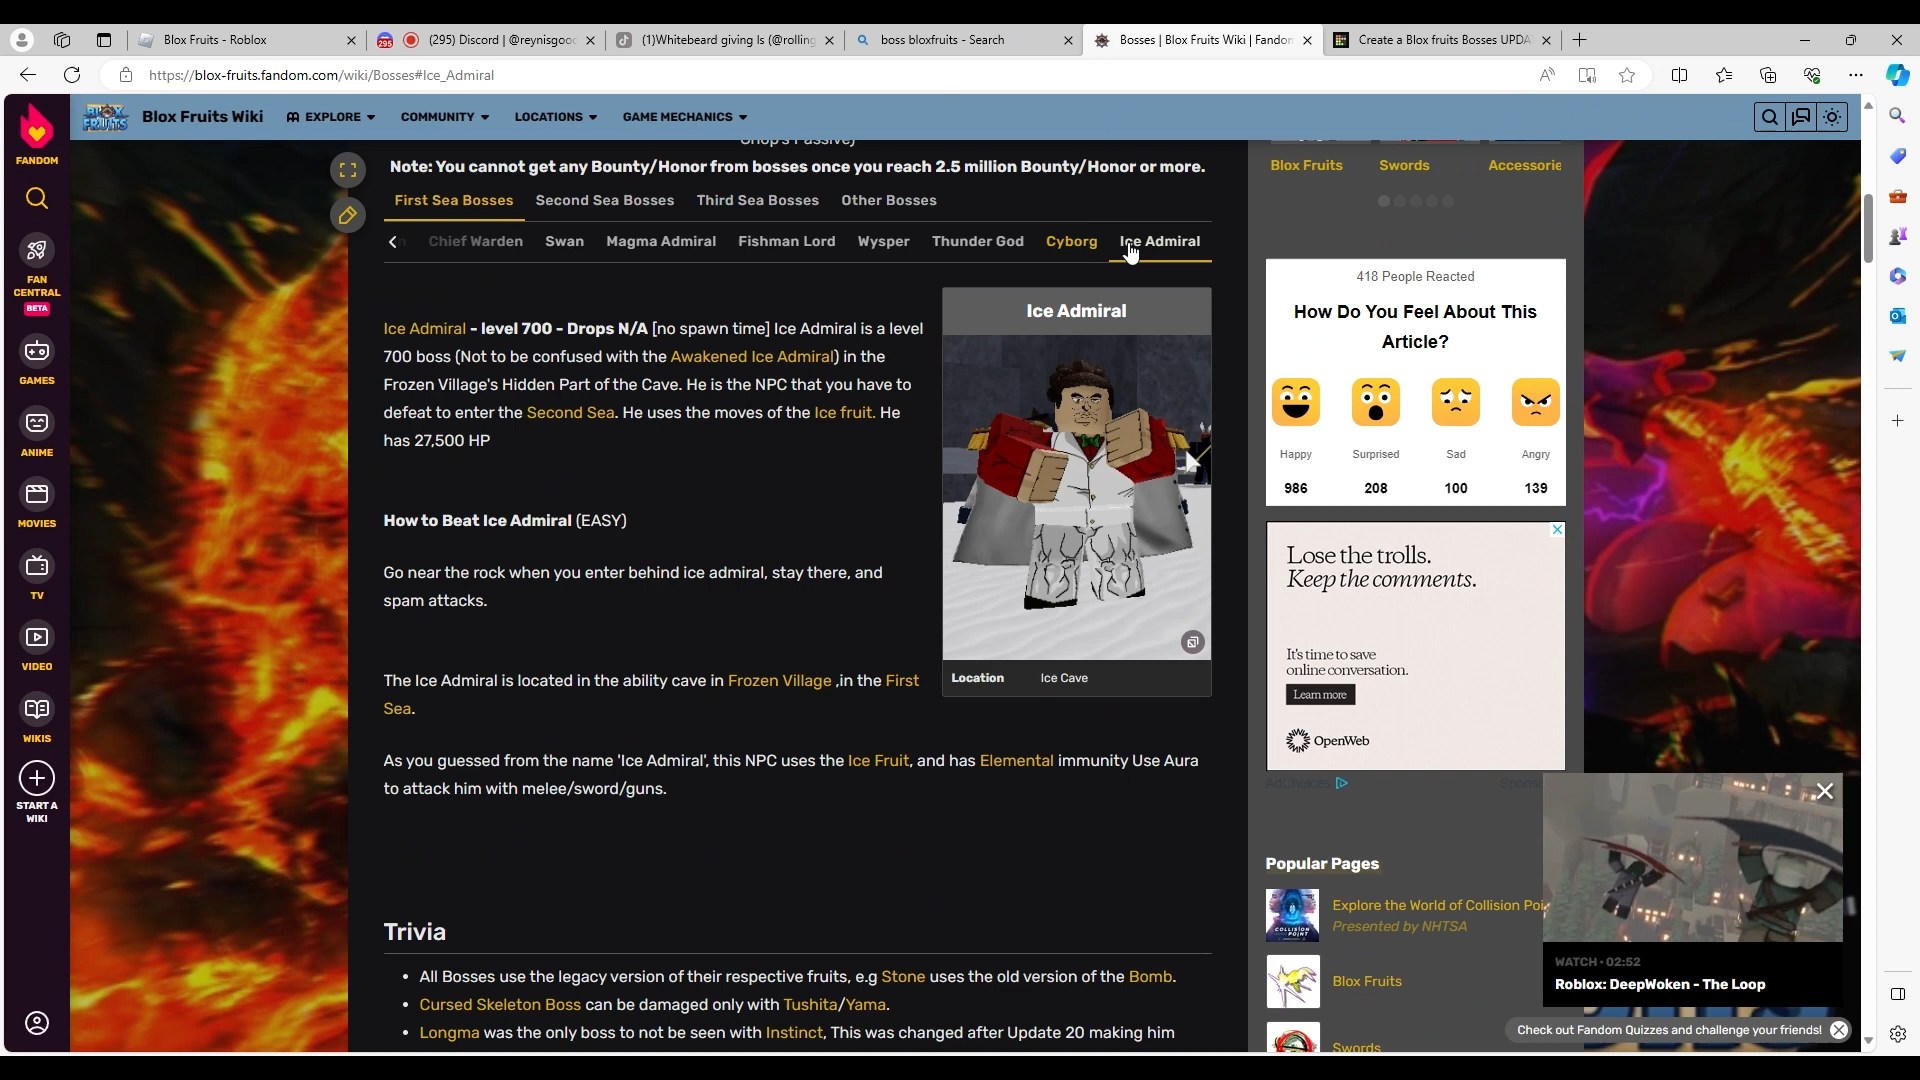 Blox Fruits - Roblox
295
(295) Discord | @reynisgood
(1)Whitebeard giving ls (@rolling
boss bloxfruits - Search
Bosses | Blox Fruits Wiki | Fandom
Create a Blox fruits Bosses UPDA
https://blox-fruits.fandom.com/wiki/Bosses#Ice_Admiral
BLOX FRUITS
Blox Fruits Wiki
EXPLORE
COMMUNITY
LOCATIONS
GAME MECHANICS
FANDOM
FAN CENTRAL
BETA
GAMES
ANIME
MOVIES
TV
VIDEO
WIKIS
START A
WIKI
Shop's Passive)
Note: You cannot get any Bounty/Honor from bosses once you reach 2.5 million Bounty/Honor or more.
First Sea Bosses
Second Sea Bosses
Third Sea Bosses
Other Bosses
Chief Warden
Swan
Magma Admiral
Fishman Lord
Wysper
Thunder God
Cyborg
Ice Admiral
Ice Admiral - level 700 - Drops N/A [no spawn time] Ice Admiral is a level
700 boss (Not to be confused with the Awakened Ice Admiral) in the
Frozen Village's Hidden Part of the Cave. He is the NPC that you have to
defeat to enter the Second Sea. He uses the moves of the Ice fruit. He
has 27,500 HP
How to Beat Ice Admiral (EASY)
Go near the rock when you enter behind ice admiral, stay there, and
spam attacks.
The Ice Admiral is located in the ability cave in Frozen Village ,in the First
Sea.
Ice Admiral
Location
Ice Cave
As you guessed from the name 'Ice Admiral', this NPC uses the Ice Fruit, and has Elemental immunity Use Aura
to attack him with melee/sword/guns.
Trivia
• All Bosses use the legacy version of their respective fruits, e.g Stone uses the old version of the Bomb.
• Cursed Skeleton Boss can be damaged only with Tushita/Yama.
• Longma was the only boss to not be seen with Instinct, This was changed after Update 20 making him
Blox Fruits
Swords
Accessorie
418 People Reacted
How Do You Feel About This
Article?
Happy
Surprised
Sad
Angry
986
208
100
139
Lose the trolls.
Keep the comments.
It's time to save
online conversation.
Learn more
OpenWeb
AdChoices
Spons
Popular Pages
COLLISION POINT
Explore the World of Collision Poi
Presented by NHTSA
Blox Fruits
Swords
WATCH • 02:52
Roblox: DeepWoken - The Loop
Check out Fandom Quizzes and challenge your friends!